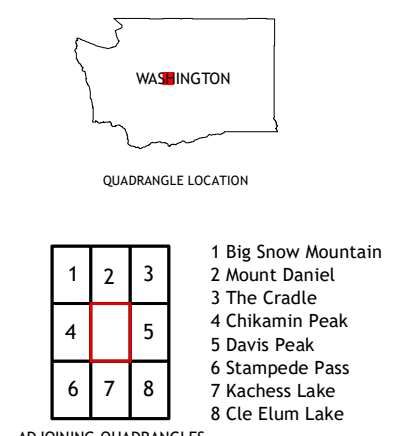 WASHINGTON
QUADRANGLE LOCATION
1 2 3
4 5
6 7 8
1 Big Snow Mountain
2 Mount Daniel
3 The Cradle
4 Chikamin Peak
5 Davis Peak
6 Stampede Pass
7 Kachess Lake
8 Cle Elum Lake
ADJOINING QUADRANGLES